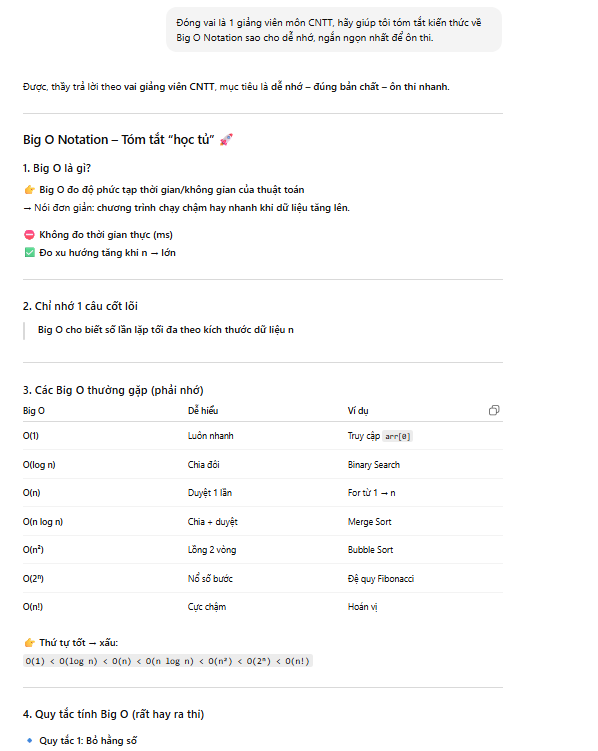 Đóng vai là 1 giảng viên môn CNTT, hãy giúp tôi tóm tắt kiến thức về
Big O Notation sao cho dễ nhớ, ngắn ngọn nhất để ôn thi.
Được, thầy trả lời theo vai giảng viên CNTT, mục tiêu là dễ nhớ – đúng bản chất – ôn thi nhanh.
Big O Notation – Tóm tắt “học tủ” 🚀
1. Big O là gì?
👉 Big O đo độ phức tạp thời gian/không gian của thuật toán
→ Nói đơn giản: chương trình chạy chậm hay nhanh khi dữ liệu tăng lên.
⛔ Không đo thời gian thực (ms)
✅ Đo xu hướng tăng khi n → lớn
2. Chỉ nhớ 1 câu cốt lõi
Big O cho biết số lần lặp tối đa theo kích thước dữ liệu n
3. Các Big O thường gặp (phải nhớ)
Big O Dễ hiểu Ví dụ
O(1) Luôn nhanh Truy cập arr[0]
O(log n) Chia đôi Binary Search
O(n) Duyệt 1 lần For từ 1 → n
O(n log n) Chia + duyệt Merge Sort
O(n²) Lồng 2 vòng Bubble Sort
O(2ⁿ) Nổ số bước Đệ quy Fibonacci
O(n!) Cực chậm Hoán vị
👉 Thứ tự tốt → xấu:
O(1) < O(log n) < O(n) < O(n log n) < O(n²) < O(2ⁿ) < O(n!)
4. Quy tắc tính Big O (rất hay ra thi)
🔹 Quy tắc 1: Bỏ hằng số